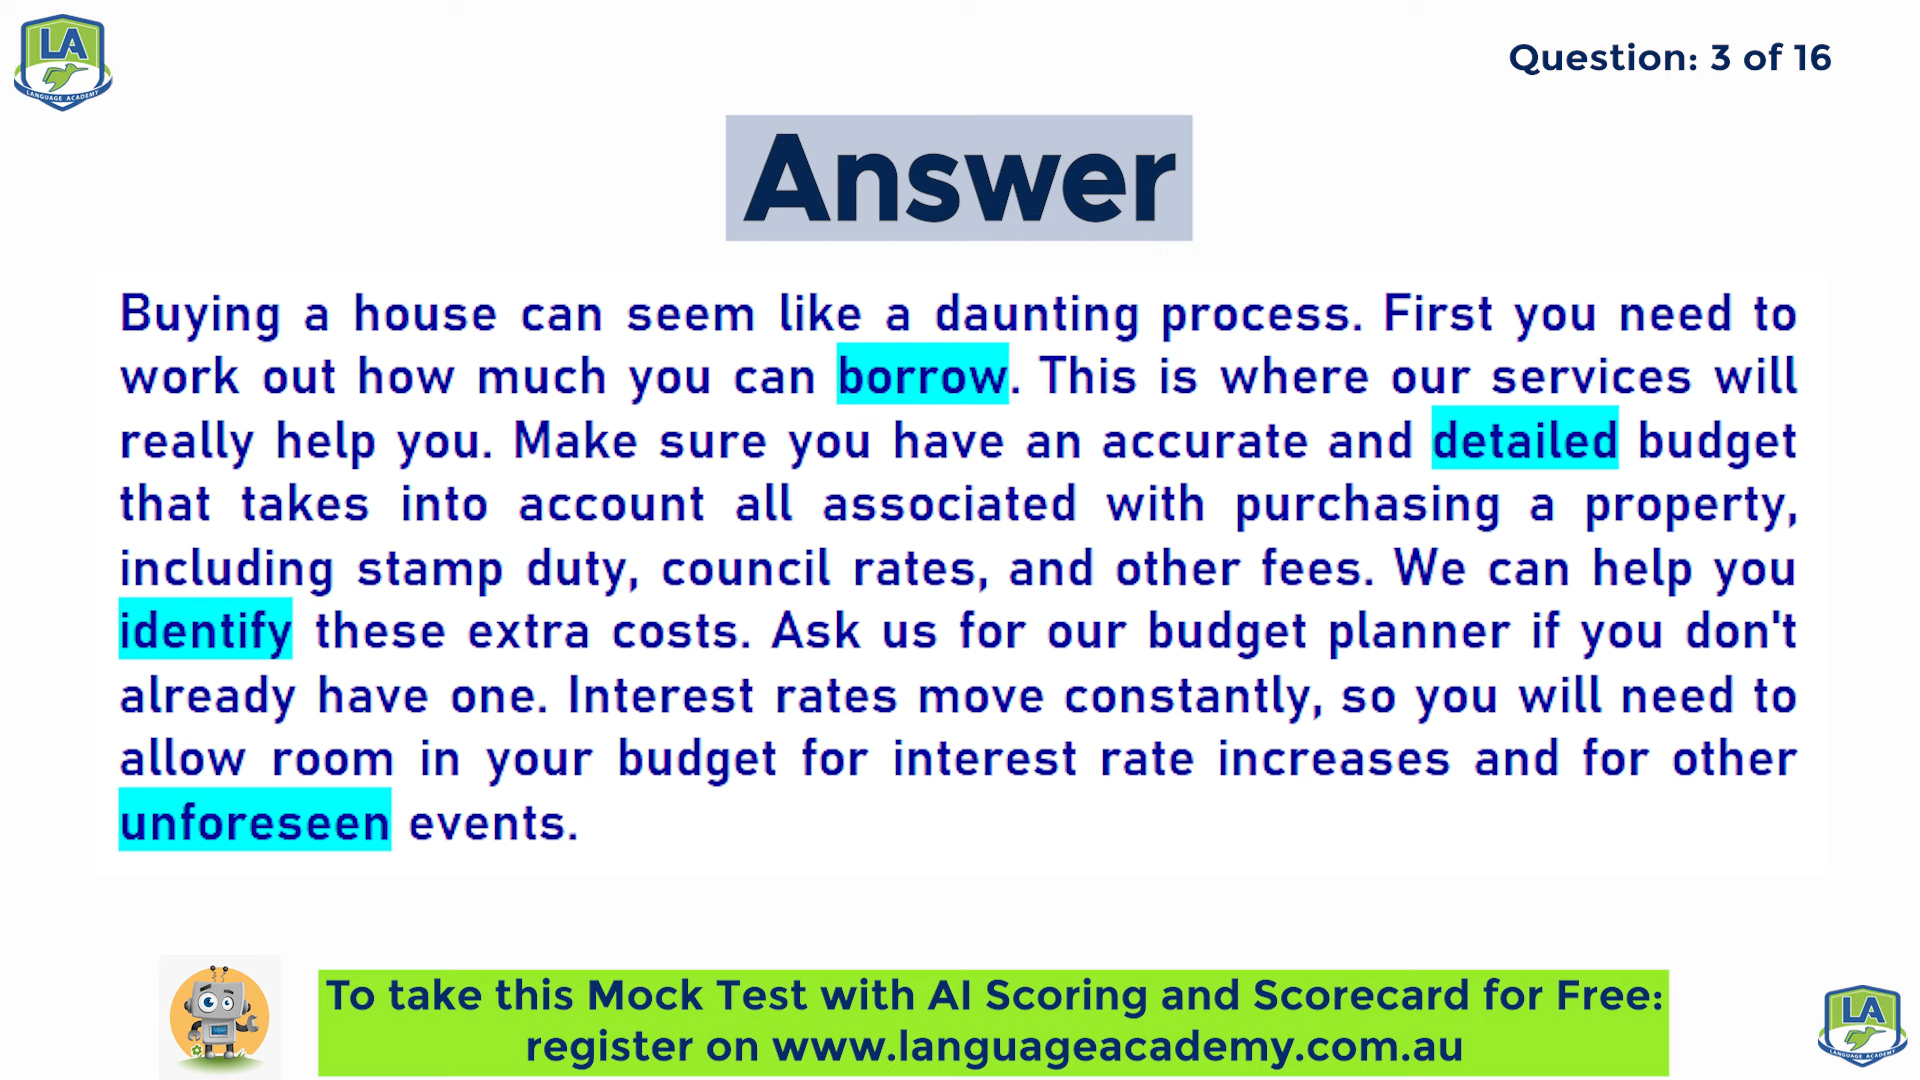 LA
LANGUAGE ACADEMY
Question: 3 of 16
Answer
Buying a house can seem like a daunting process. First you need to
work out how much you can borrow. This is where our services will
really help you. Make sure you have an accurate and detailed budget
that takes into account all associated with purchasing a property,
including stamp duty, council rates, and other fees. We can help you
identify these extra costs. Ask us for our budget planner if you don't
already have one. Interest rates move constantly, so you will need to
allow room in your budget for interest rate increases and for other
unforeseen events.
To take this Mock Test with AI Scoring and Scorecard for Free:
register on www.languageacademy.com.au
LA
LANGUAGE ACADEMY